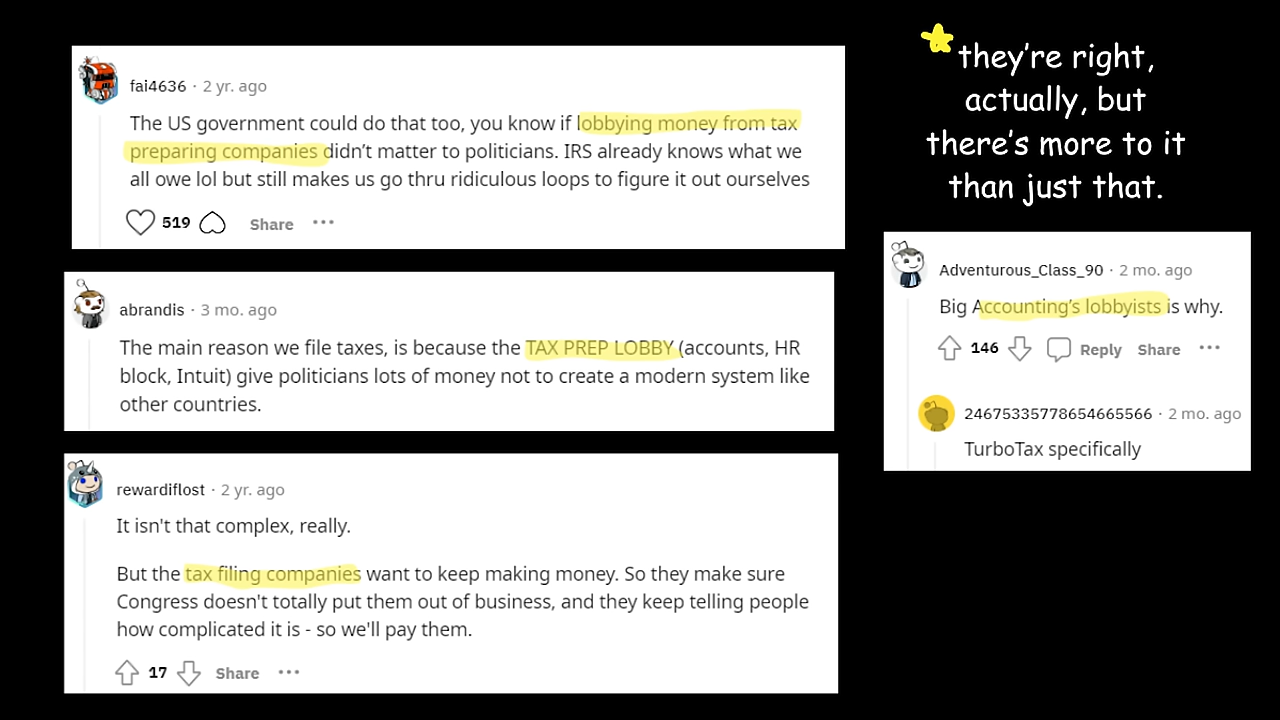 fai4636 · 2 yr. ago
The US government could do that too, you know if lobbying money from tax
preparing companies didn't matter to politicians. IRS already knows what we
all owe lol but still makes us go thru ridiculous loops to figure it out ourselves
519 Share ···
abrandis · 3 mo. ago
The main reason we file taxes, is because the TAX PREP LOBBY (accounts, HR
block, Intuit) give politicians lots of money not to create a modern system like
other countries.
rewardiflost · 2 yr. ago
It isn't that complex, really.
But the tax filing companies want to keep making money. So they make sure
Congress doesn't totally put them out of business, and they keep telling people
how complicated it is - so we'll pay them.
17 Share ···
they're right,
actually, but
there's more to it
than just that.
Adventurous_Class_90 · 2 mo. ago
Big Accounting's lobbyists is why.
146 Reply Share ···
24675335778654665566 · 2 mo. ago
TurboTax specifically